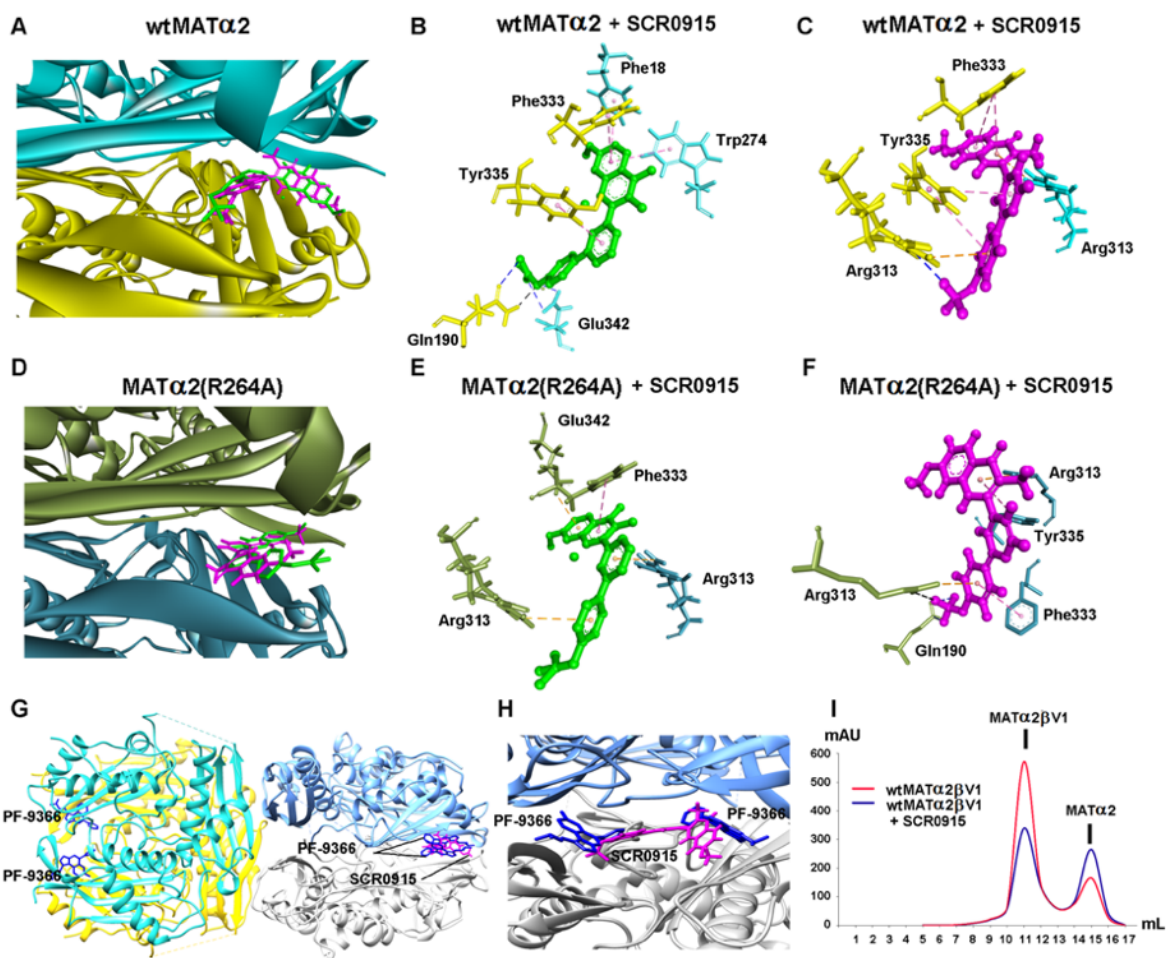 A
wtMATα2
B
wtMATα2 + SCR0915
Phe18
Phe333
Trp274
Tyr335
Gln190
Glu342
C
wtMATα2 + SCR0915
Phe333
Tyr335
Arg313
Arg313
D
MATα2(R264A)
E
MATα2(R264A) + SCR0915
Glu342
Phe333
Arg313
Arg313
F
MATα2(R264A) + SCR0915
Arg313
Tyr335
Arg313
Phe333
Gln190
G
PF-9366
PF-9366
PF-9366
SCR0915
H
PF-9366
PF-9366
SCR0915
I
MATα2βV1
mAU
600
500
400
300
200
100
0
wtMATα2βV1
wtMATα2βV1
+ SCR0915
MATα2
mL
1 2 3 4 5 6 7 8 9 10 11 12 13 14 15 16 17